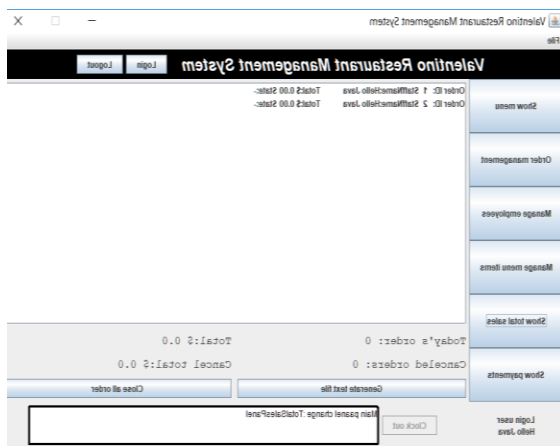 Valentino Restaurant Management System
File
Valentino Restaurant Management System
Login
Logout
Show menu
Order management
Manage employees
Manage menu items
Show total sales
Show payments
Order ID: 1 StaffName:Hello Java Total:$ 0.00 State:-
Order ID: 2 StaffName:Hello Java Total:$ 0.00 State:-
Today's order: 0 Total:$ 0.0
Canceled orders: 0 Cancel total:$ 0.0
Generate text file
Close all order
Login user
Hello Java
Clock out
Main paanel change :TotalSalesPanel